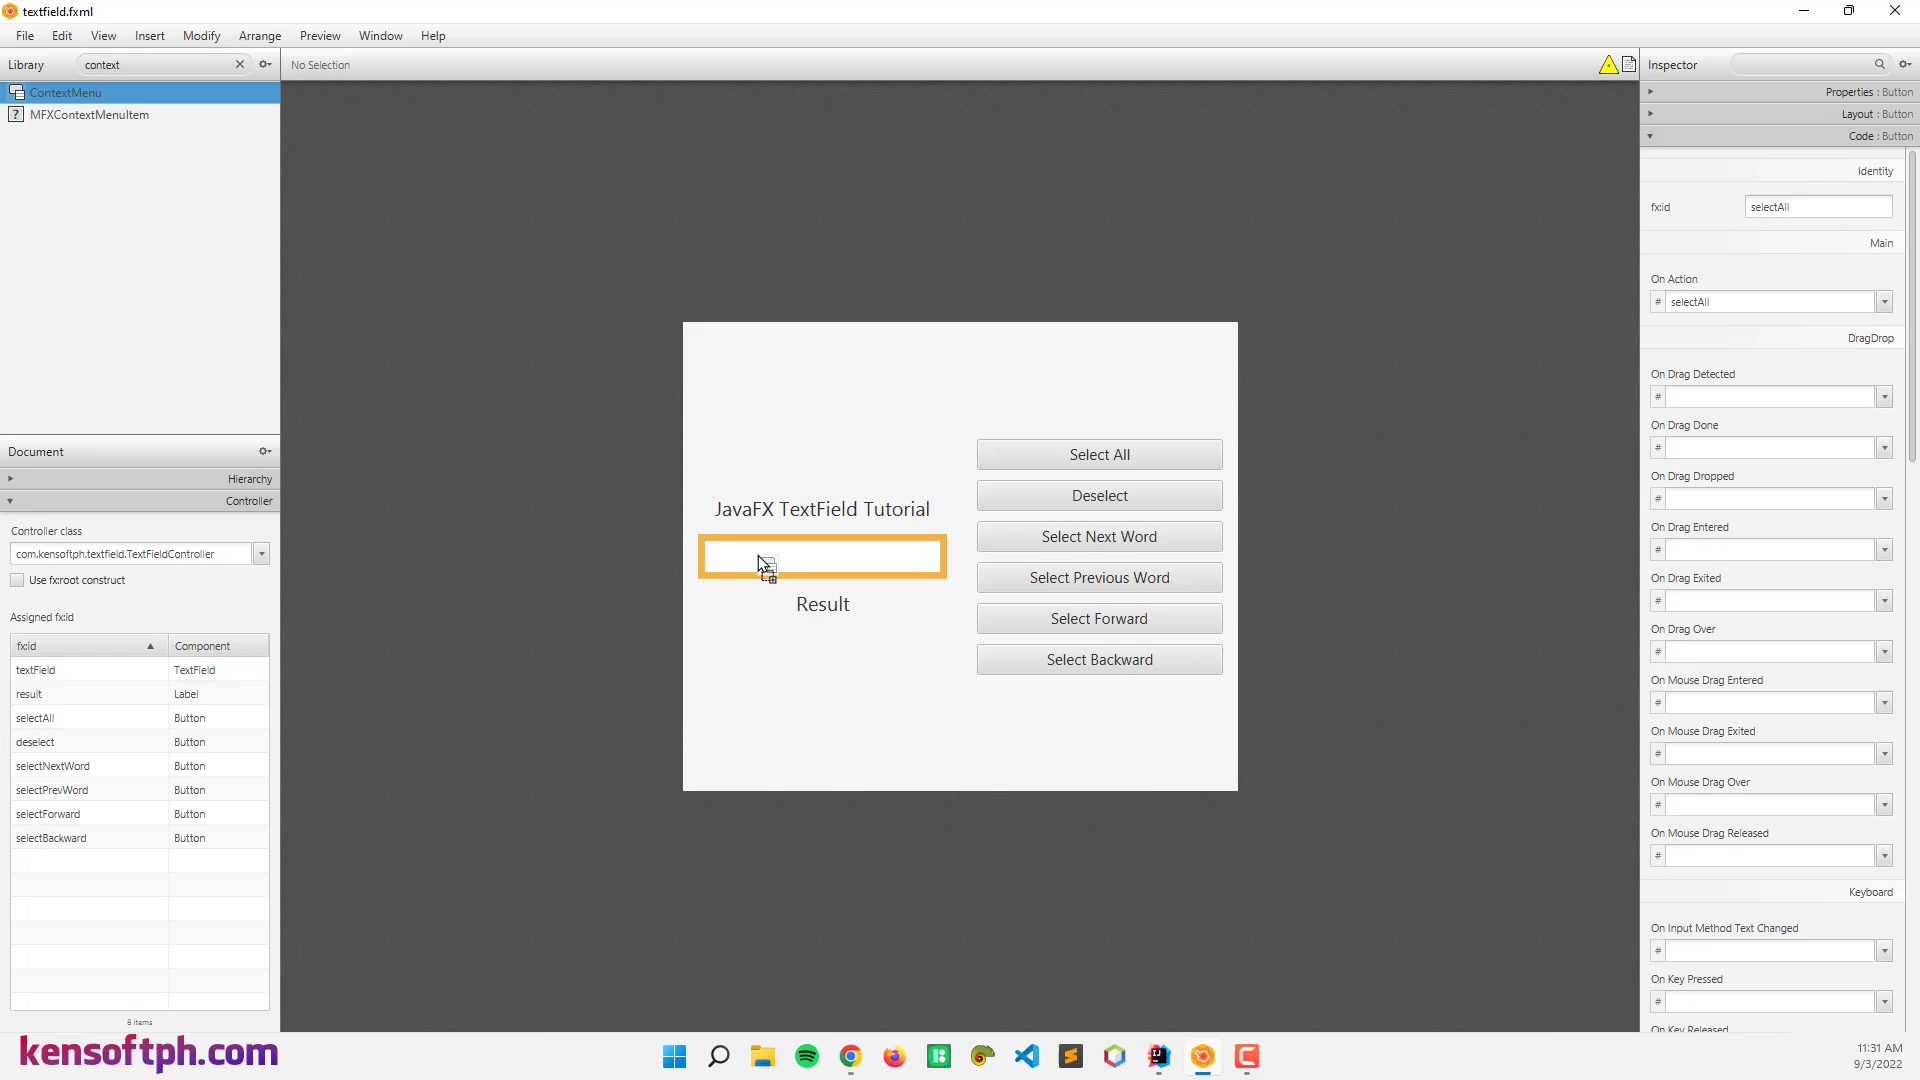 textfield.fxml
File Edit View Insert Modify Arrange Preview Window Help
Library context
ContextMenu
MFXContextMenuItem
No Selection
JavaFX TextField Tutorial
Result
Select All
Deselect
Select Next Word
Select Previous Word
Select Forward
Select Backward
Document
Hierarchy
Controller
Controller class
com.kensoftph.textfield.TextFieldController
Use fx:root construct
Assigned fx:id
fx:id Component
textField TextField
result Label
selectAll Button
deselect Button
selectNextWord Button
selectPrevWord Button
selectForward Button
selectBackward Button
8 items
Inspector
Properties : Button
Layout : Button
Code : Button
Identity
fx:id selectAll
Main
On Action
# selectAll
DragDrop
On Drag Detected
#
On Drag Done
#
On Drag Dropped
#
On Drag Entered
#
On Drag Exited
#
On Drag Over
#
On Mouse Drag Entered
#
On Mouse Drag Exited
#
On Mouse Drag Over
#
On Mouse Drag Released
#
Keyboard
On Input Method Text Changed
#
On Key Pressed
#
On Key Released
kensoftph.com
11:31 AM
9/3/2022